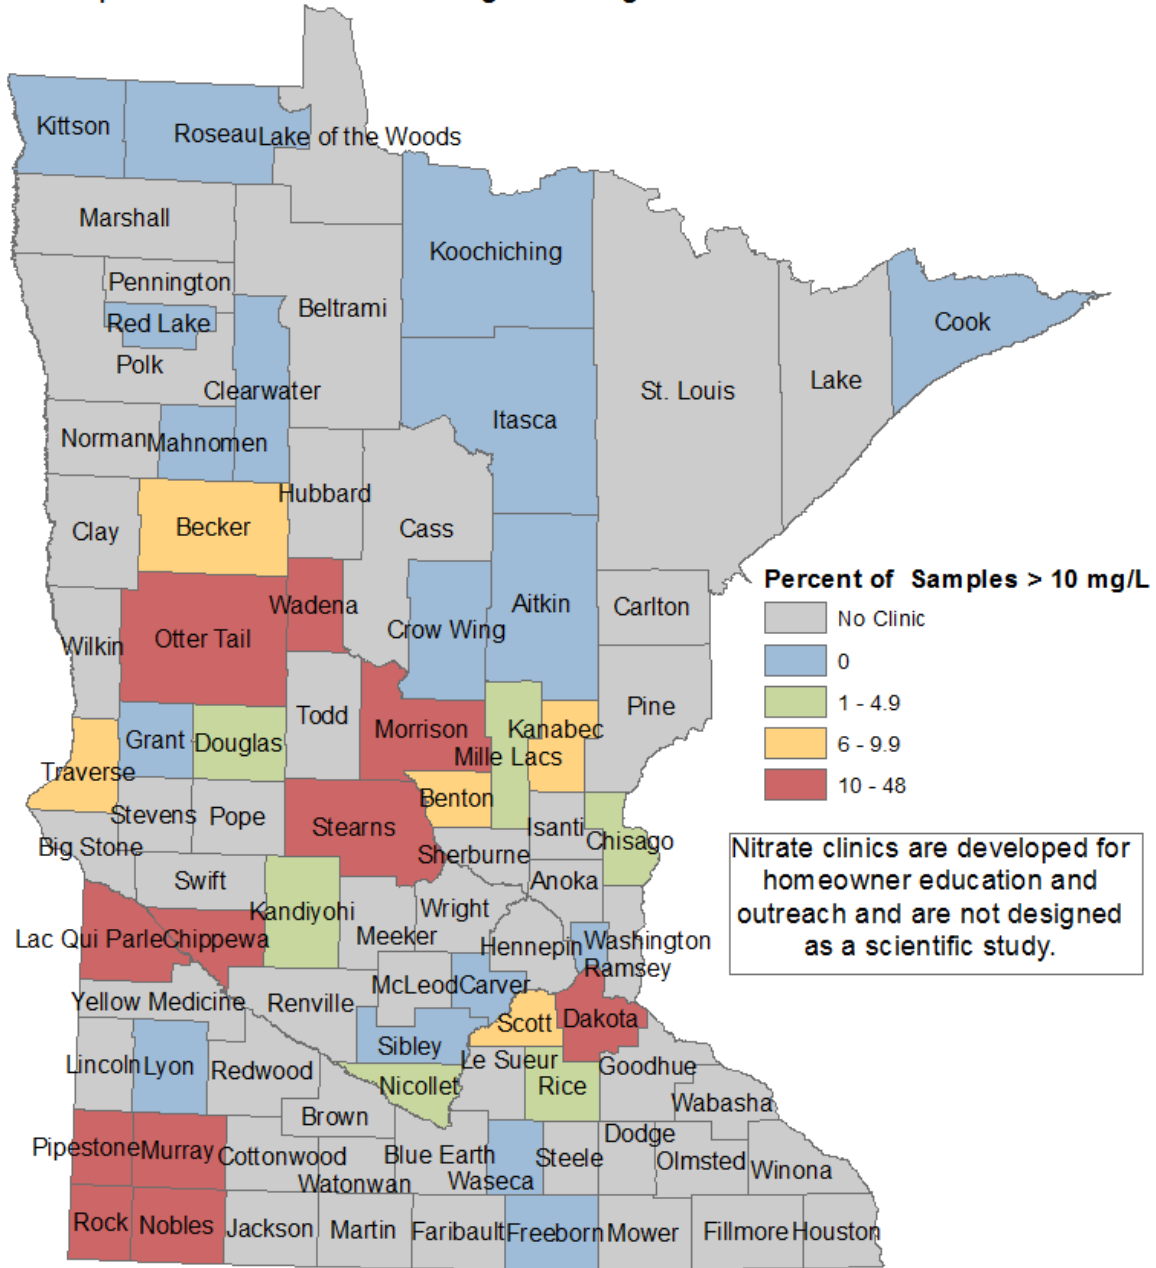 Kittson
Roseau
Lake of the Woods
Marshall
Koochiching
Pennington
Beltrami
Red Lake
Cook
Polk
Clearwater
St. Louis
Lake
Itasca
Norman
Mahnomen
Hubbard
Clay
Becker
Cass
Percent of Samples > 10 mg/L
No Clinic
0
1 - 4.9
6 - 9.9
10 - 48
Wadena
Aitkin
Carlton
Otter Tail
Crow Wing
Wilkin
Pine
Todd
Morrison
Kanabec
Grant
Douglas
Mille Lacs
Traverse
Benton
Stevens
Pope
Stearns
Isanti
Chisago
Big Stone
Sherburne
Nitrate clinics are developed for
homeowner education and
outreach and are not designed
as a scientific study.
Swift
Anoka
Kandiyohi
Wright
Lac Qui Parle
Chippewa
Meeker
Hennepin
Washington
Ramsey
McLeod
Carver
Yellow Medicine
Renville
Scott
Dakota
Sibley
Lincoln
Lyon
Redwood
Le Sueur
Goodhue
Nicollet
Rice
Wabasha
Brown
Dodge
Pipestone
Murray
Cottonwood
Blue Earth
Steele
Olmsted
Winona
Watonwan
Waseca
Rock
Nobles
Jackson
Martin
Faribault
Freeborn
Mower
Fillmore
Houston